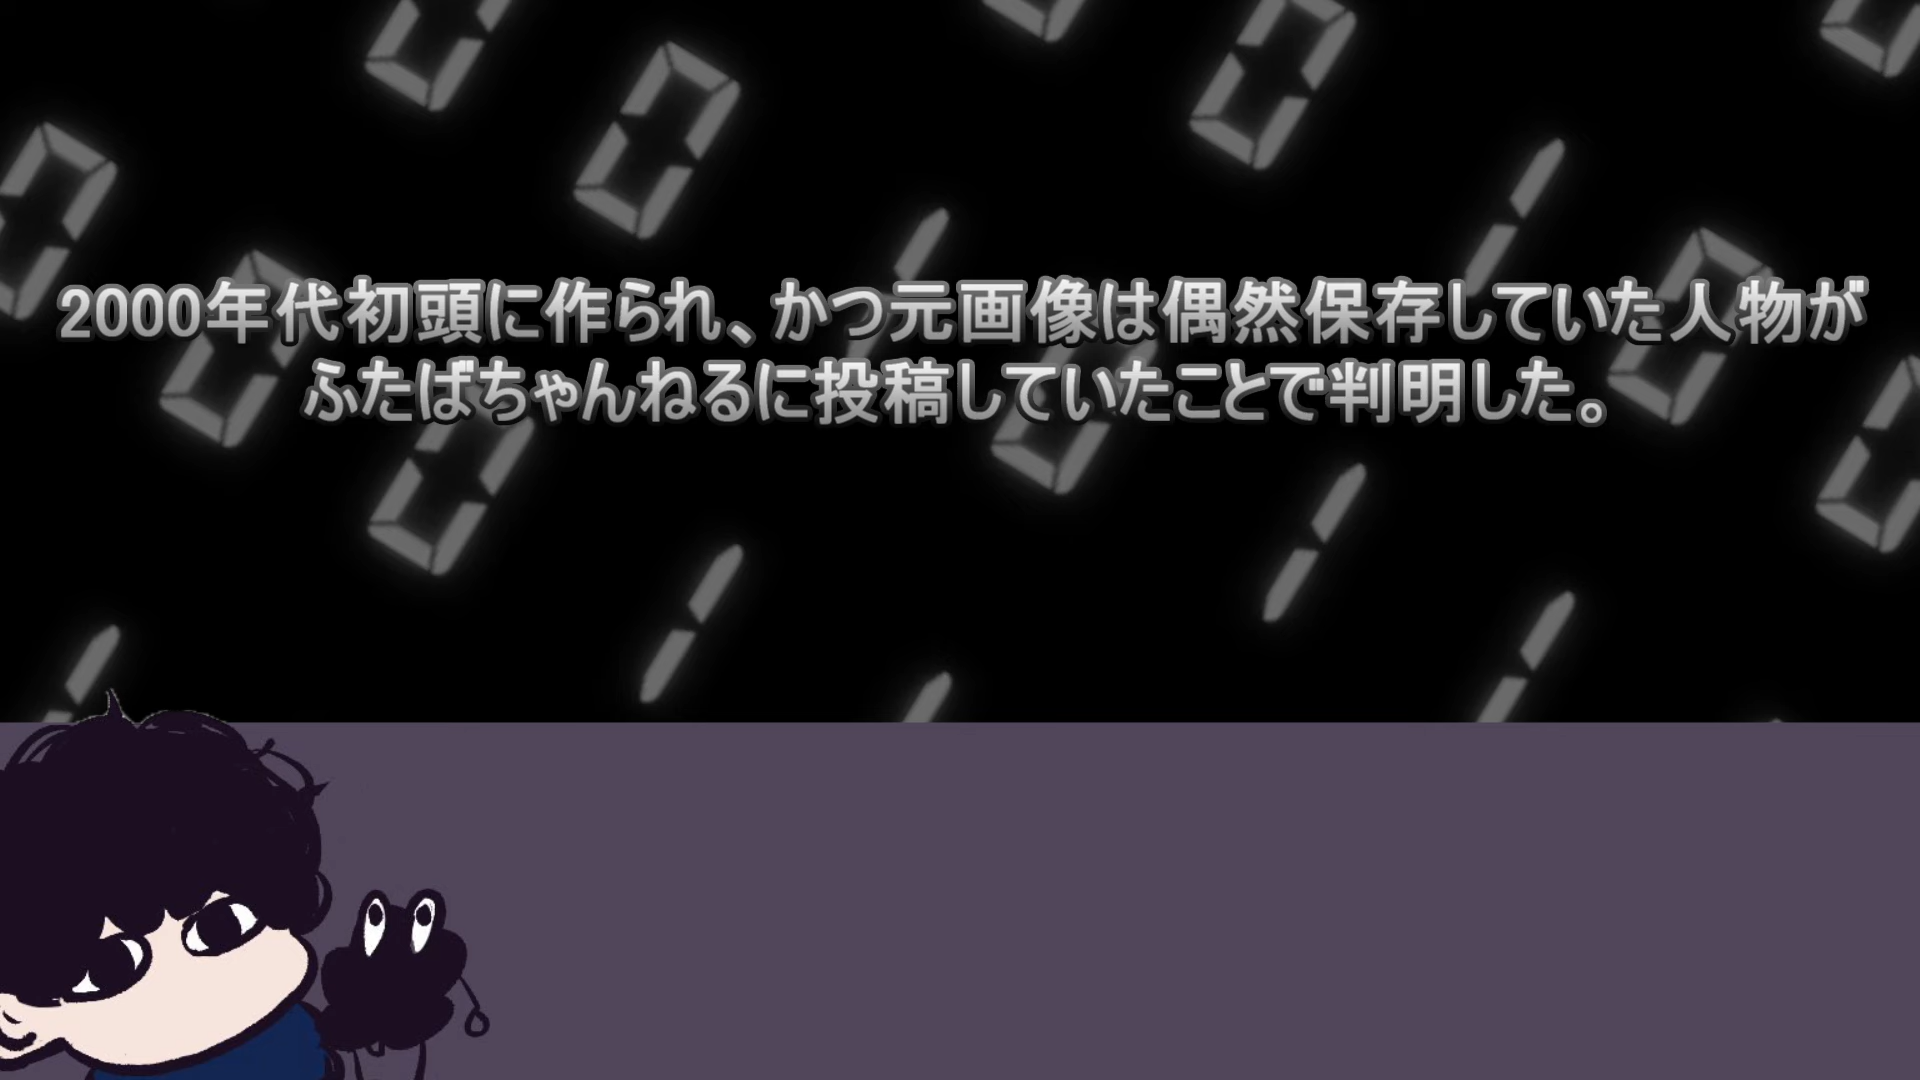 2000年代初頭に作られ、かつ元画像は偶然保存していた人物が
ふたばちゃんねるに投稿していたことで判明した。